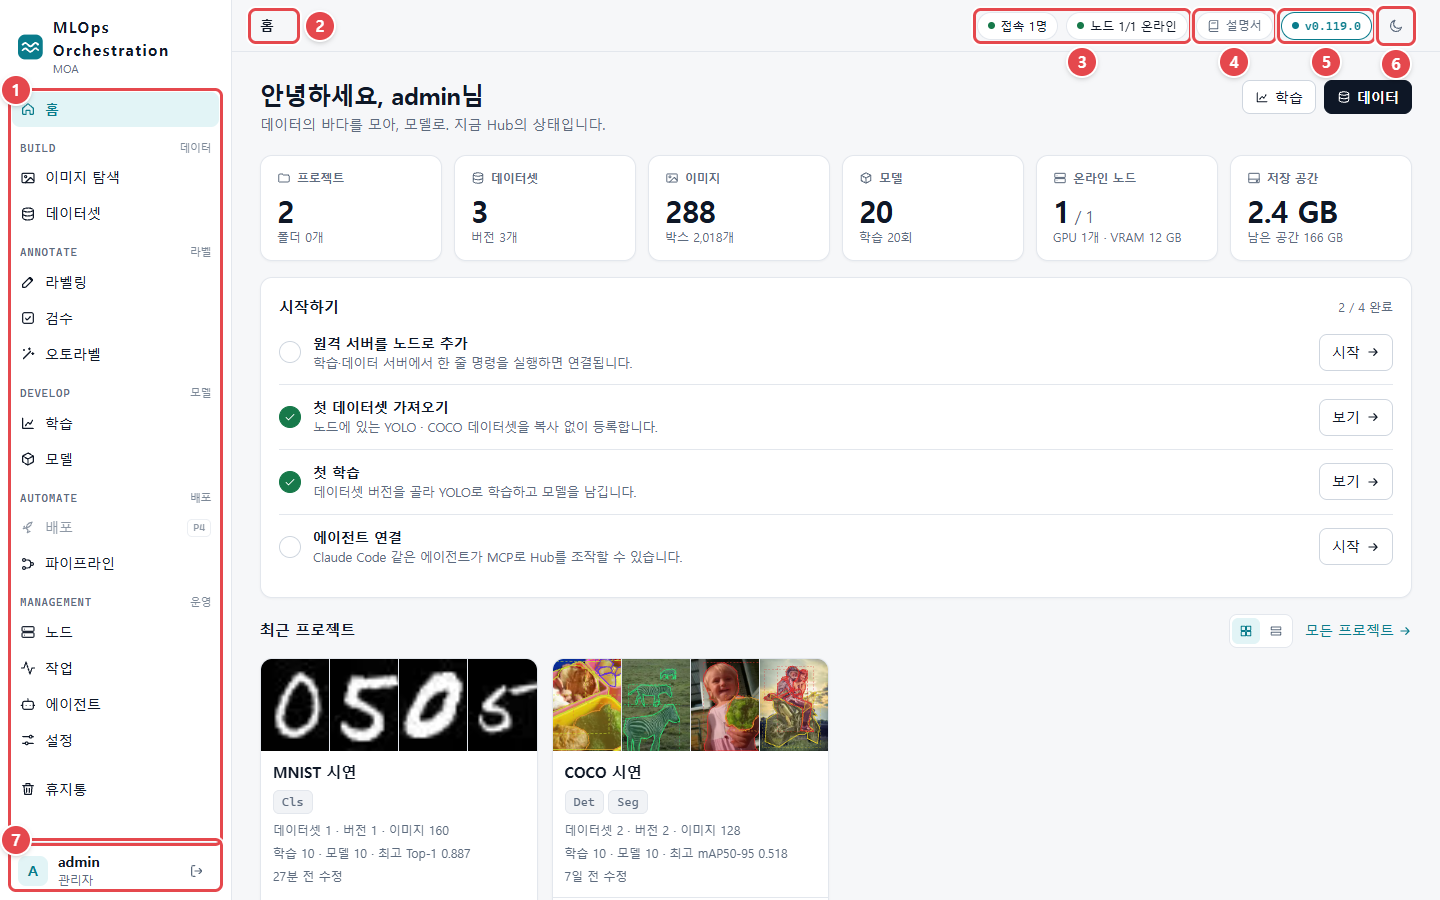 MLOps
Orchestration
MOA
1
홈
BUILD 데이터
이미지 탐색
데이터셋
ANNOTATE 라벨
라벨링
검수
오토라벨
DEVELOP 모델
학습
모델
AUTOMATE 배포
배포 P4
파이프라인
MANAGEMENT 운영
노드
작업
에이전트
설정
휴지통
7
A admin
관리자
홈 2
접속 1명 노드 1/1 온라인 설명서 v0.119.0
3 4 5 6
안녕하세요, admin님
데이터의 바다를 모아, 모델로. 지금 Hub의 상태입니다.
학습 데이터
프로젝트
2
폴더 0개
데이터셋
3
버전 3개
이미지
288
박스 2,018개
모델
20
학습 20회
온라인 노드
1 / 1
GPU 1개 · VRAM 12 GB
저장 공간
2.4 GB
남은 공간 166 GB
시작하기 2 / 4 완료
원격 서버를 노드로 추가
학습·데이터 서버에서 한 줄 명령을 실행하면 연결됩니다.
시작 →
첫 데이터셋 가져오기
노드에 있는 YOLO · COCO 데이터셋을 복사 없이 등록합니다.
보기 →
첫 학습
데이터셋 버전을 골라 YOLO로 학습하고 모델을 남깁니다.
보기 →
에이전트 연결
Claude Code 같은 에이전트가 MCP로 Hub를 조작할 수 있습니다.
시작 →
최근 프로젝트 모든 프로젝트 →
0 5 0 5
MNIST 시연
Cls
데이터셋 1 · 버전 1 · 이미지 160
학습 10 · 모델 10 · 최고 Top-1 0.887
27분 전 수정
COCO 시연
Det Seg
데이터셋 2 · 버전 2 · 이미지 128
학습 10 · 모델 10 · 최고 mAP50-95 0.518
7일 전 수정